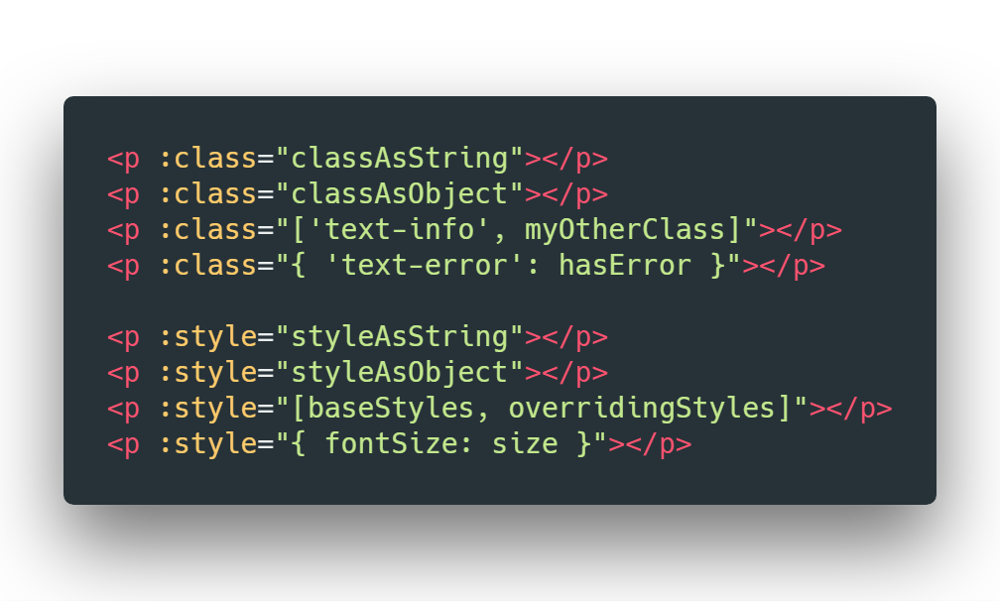 <p :class="classAsString"></p>
<p :class="classAsObject"></p>
<p :class="['text-info', myOtherClass]"></p>
<p :class="{ 'text-error': hasError }"></p>
<p :style="styleAsString"></p>
<p :style="styleAsObject"></p>
<p :style="[baseStyles, overridingStyles]"></p>
<p :style="{ fontSize: size }"></p>